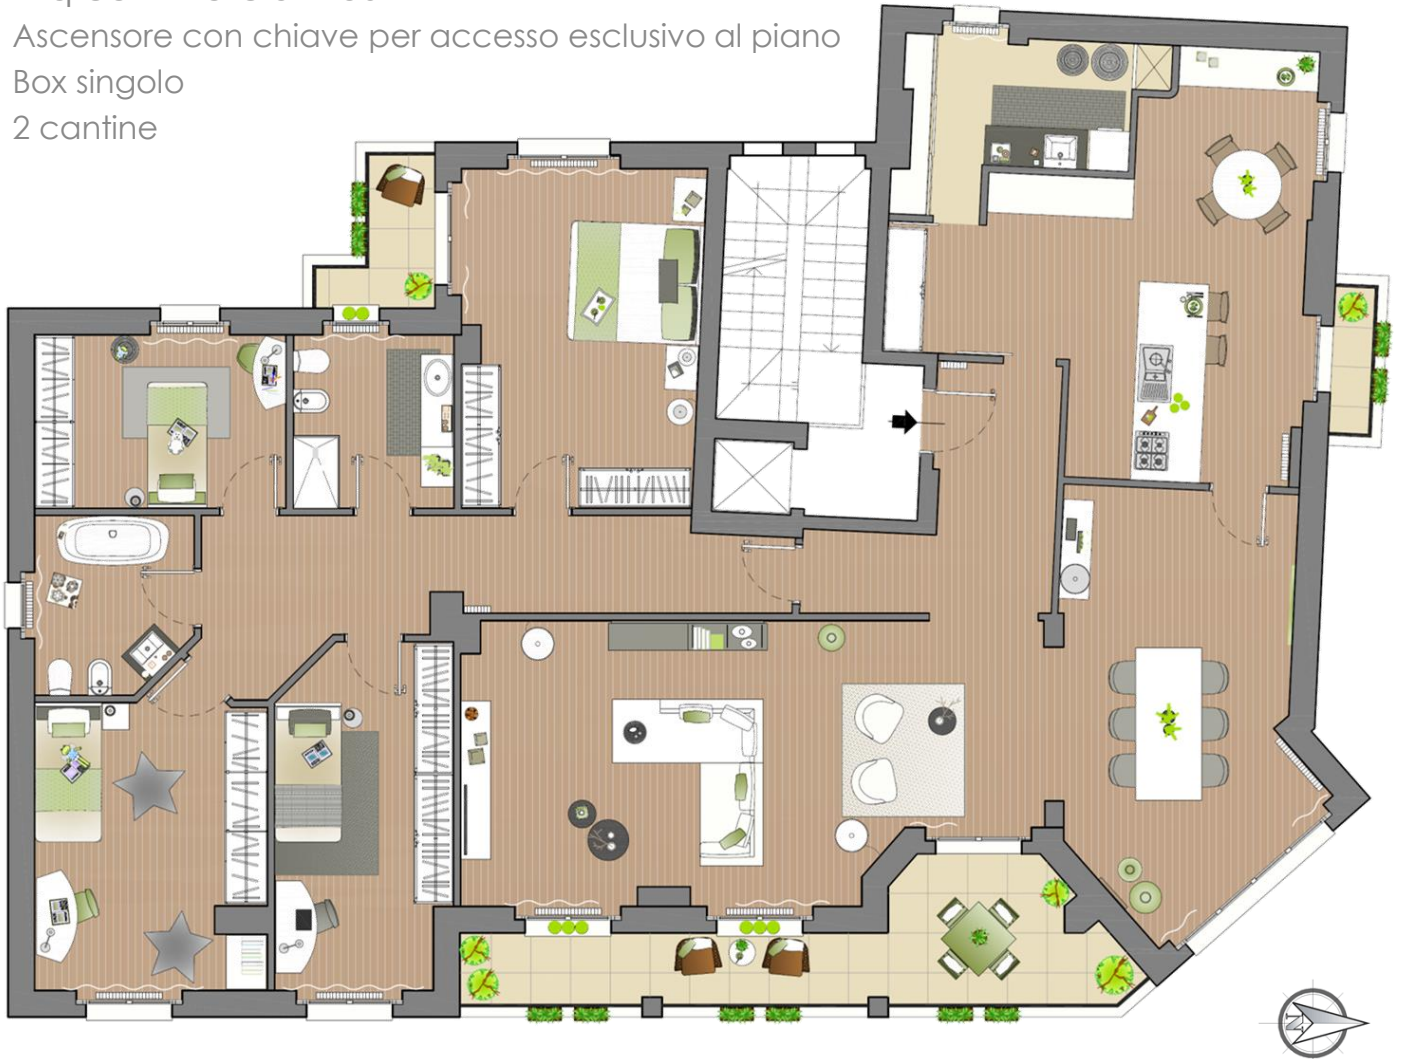 Ascensore con chiave per accesso esclusivo al piano
Box singolo
2 cantine
N